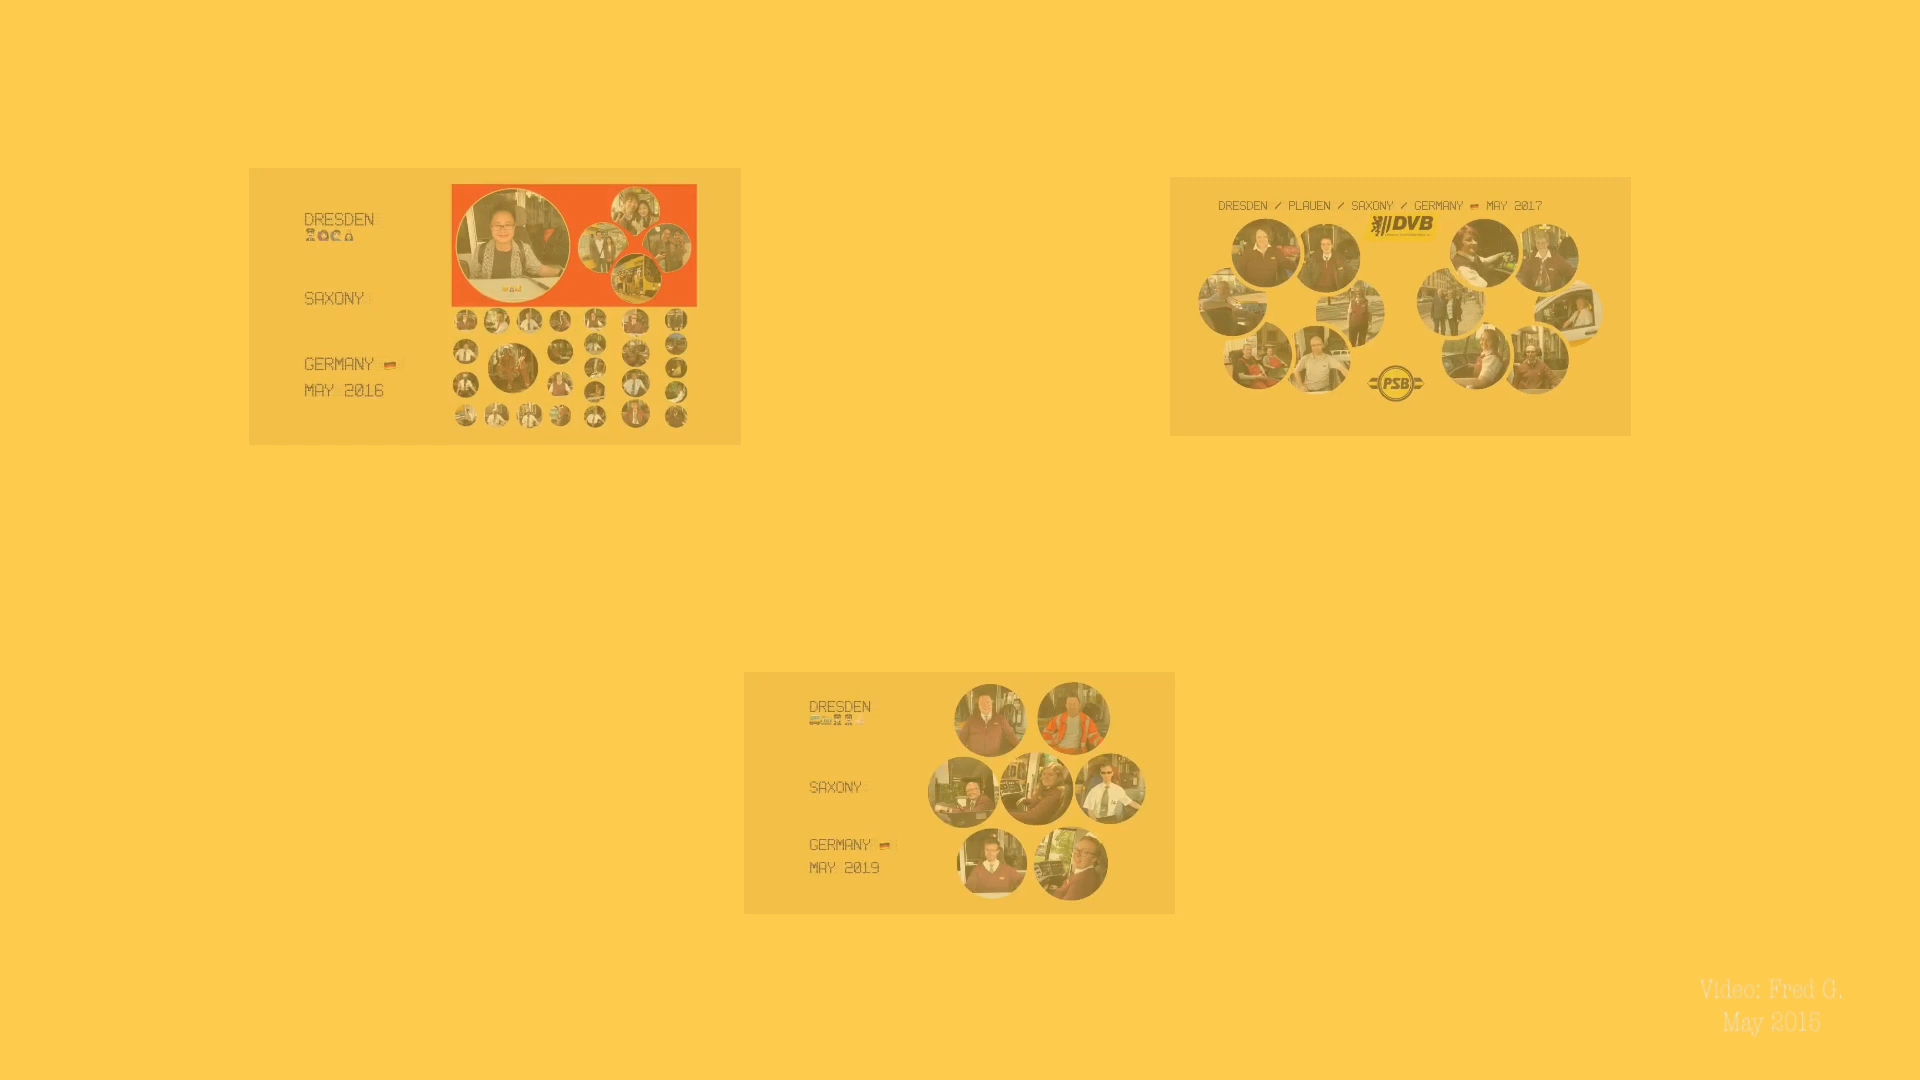 DRESDEN
SAXONY
GERMANY
MAY 2016
DRESDEN / PLAUEN / SAXONY / GERMANY MAY 2017
DVB
PSB
DRESDEN
SAXONY
GERMANY
MAY 2019
Video: Fred G.
May 2015